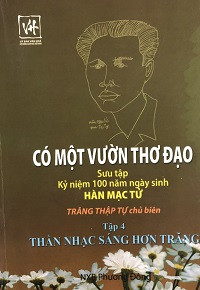 CÓ MỘT VƯỜN THƠ ĐẠO
Sưu tập
Kỷ niệm 100 năm ngày sinh
HÀN MẠC TỬ
TRĂNG THẬP TỰ chủ biên
Tập 4
THẦN NHẠC SÁNG HƠN TRĂNG
NXB Phương Đông